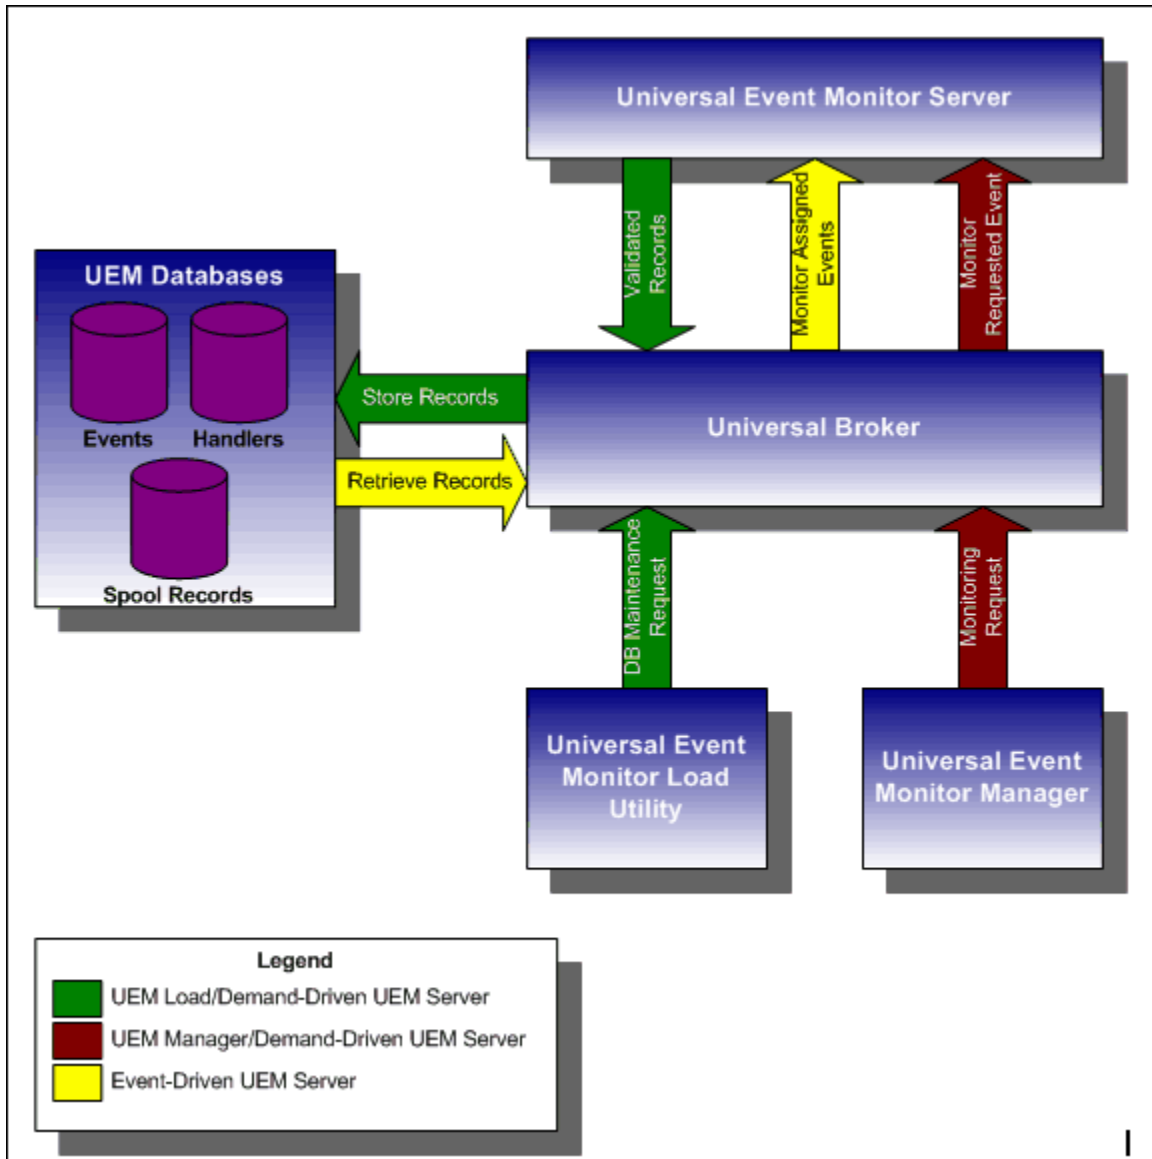 Universal Event Monitor Server
Validated
Records
Monitor Assigned
Events
Monitor
Requested Event
UEM Databases
Events
Handlers
Spool Records
Store Records
Retrieve Records
Universal Broker
DB Maintenance
Request
Monitoring
Request
Universal Event
Monitor Load
Utility
Universal Event
Monitor Manager
Legend
UEM Load/Demand-Driven UEM Server
UEM Manager/Demand-Driven UEM Server
Event-Driven UEM Server